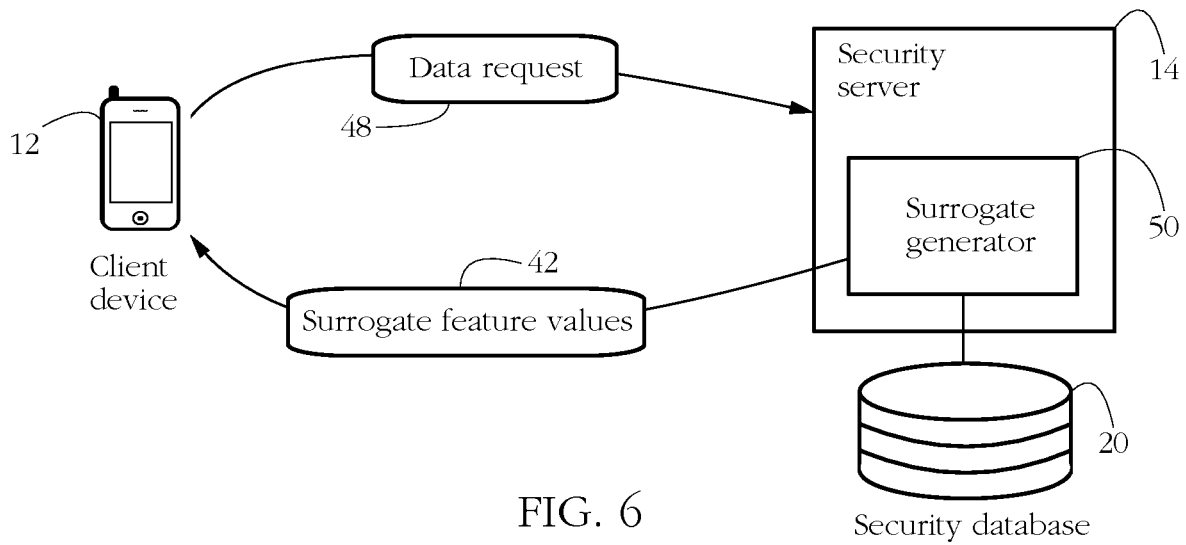 Data request
48
Security
server
14
12
Surrogate
generator
50
Client
device
42
Surrogate feature values
20
FIG. 6
Security database